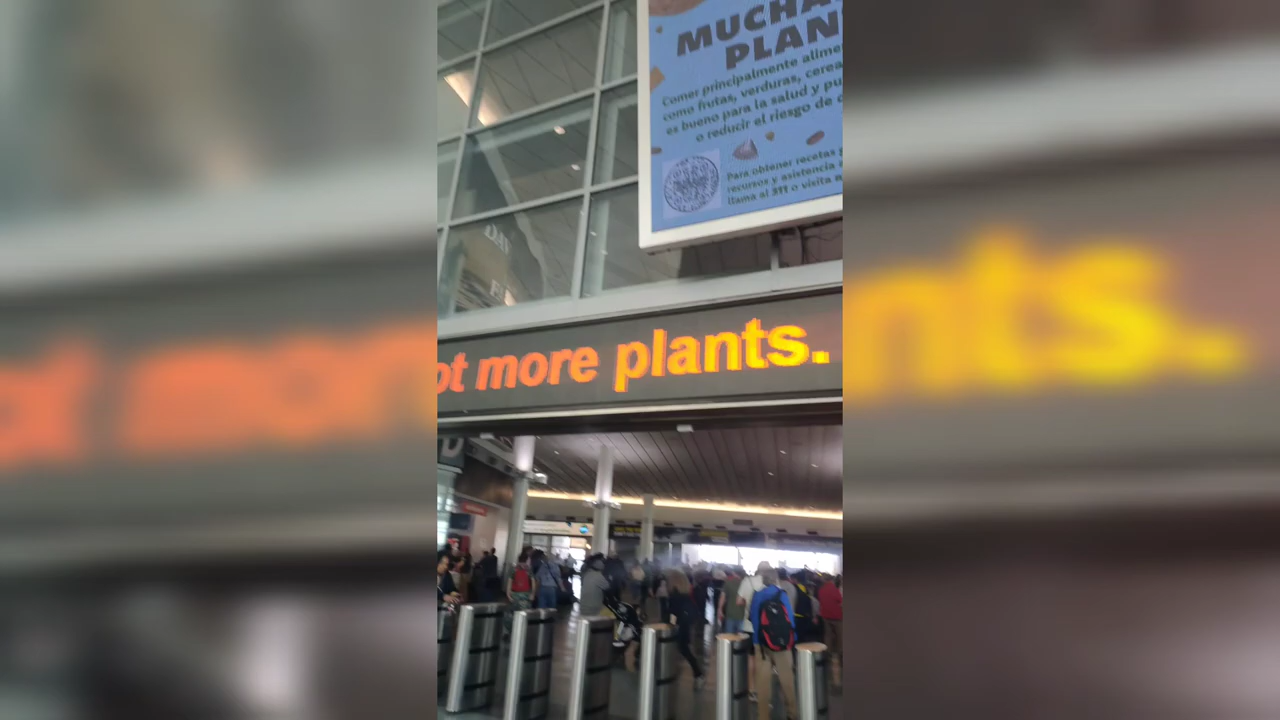 MUCHA
PLAN
Comer principalmente alime
como frutas, verduras, cerea
es bueno para la salud y pu
o reducir el riesgo de
Para obtener recetas
recursos y asistencia
llama al 311 o visita
ot more plants.